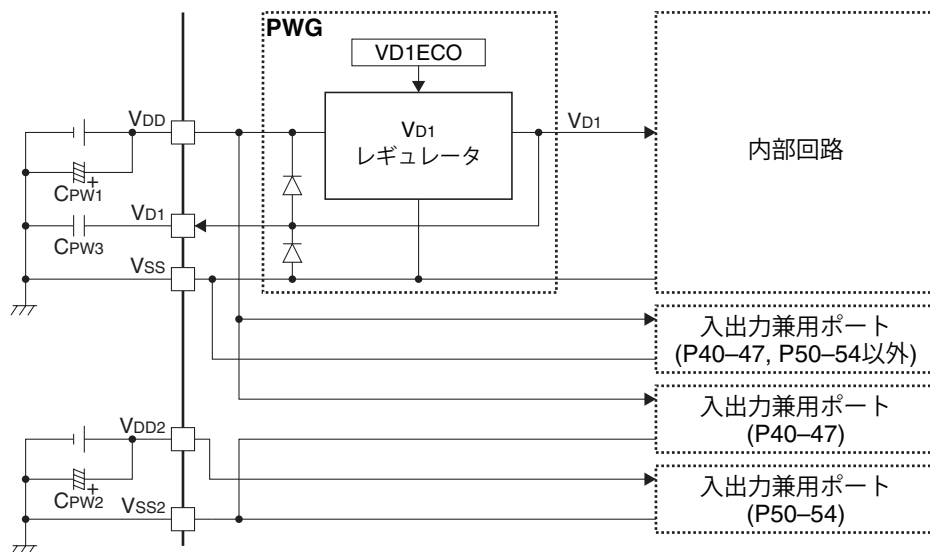 PWG
VD1ECO
VDD
VD1
レギュレータ
VD1
内部回路
+
CPW1
VD1
CPW3
VSS
入出力兼用ポート
(P40–47, P50–54以外)
入出力兼用ポート
(P40–47)
VDD2
+
CPW2
VSS2
入出力兼用ポート
(P50–54)